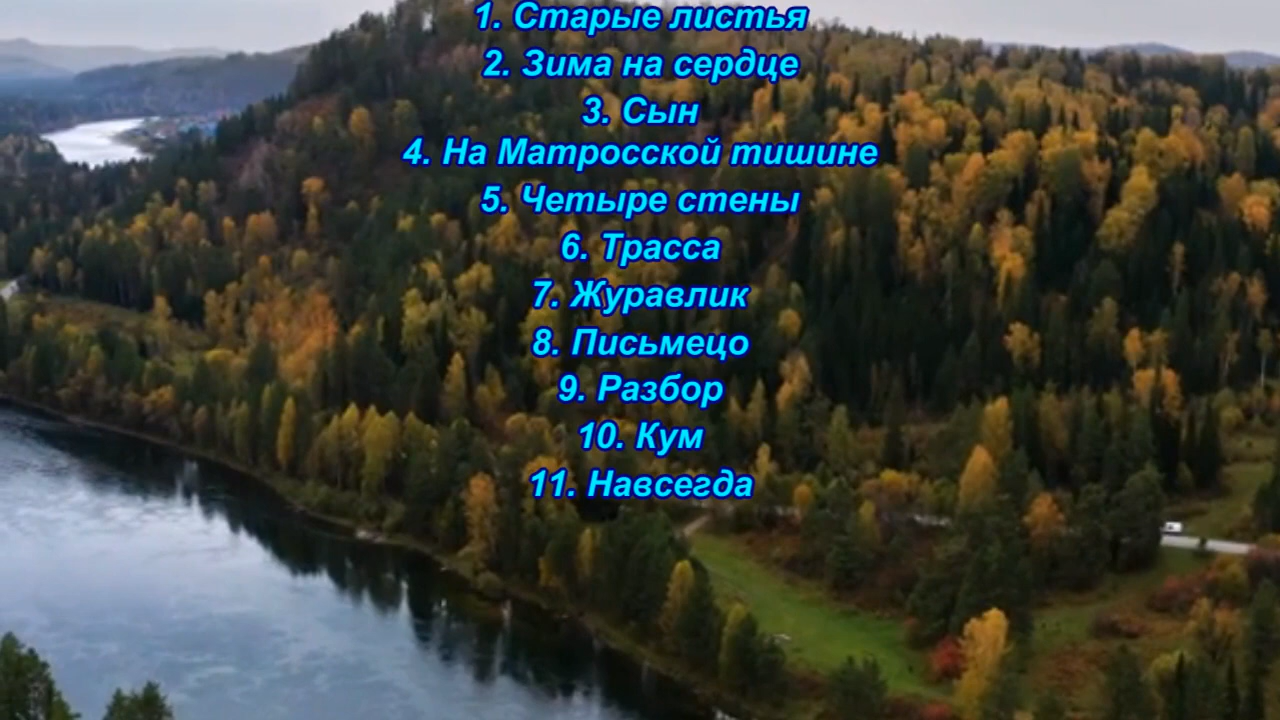 1. Старые листья
2. Зима на сердце
3. Сын
4. На Матросской тишине
5. Четыре стены
6. Трасса
7. Журавлик
8. Письмецо
9. Разбор
10. Кум
11. Навсегда